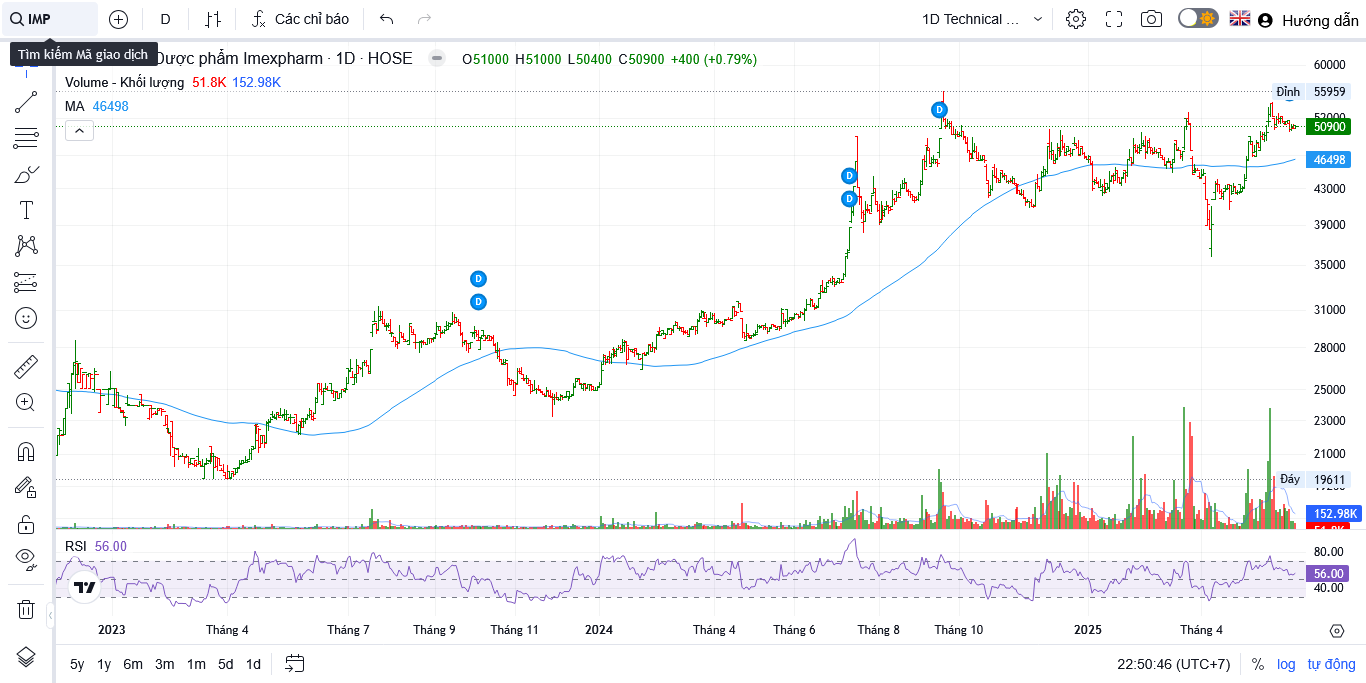 IMP
D
Các chỉ báo
1D Technical ...
Hướng dẫn
Tìm kiếm Mã giao dịch
Dược phẩm Imexpharm · 1D · HOSE
O51000 H51000 L50400 C50900 +400 (+0.79%)
Volume - Khối lượng 51.8K 152.98K
MA 46498
60000
Đỉnh 55959
52000
50900
46498
43000
39000
35000
31000
28000
25000
23000
21000
Đáy 19611
19200
152.98K
51.8K
D
D
D
D
D
RSI 56.00
80.00
56.00
40.00
2023 Tháng 4 Tháng 7 Tháng 9 Tháng 11 2024 Tháng 4 Tháng 6 Tháng 8 Tháng 10 2025 Tháng 4
5y 1y 6m 3m 1m 5d 1d
22:50:46 (UTC+7) % log tự động